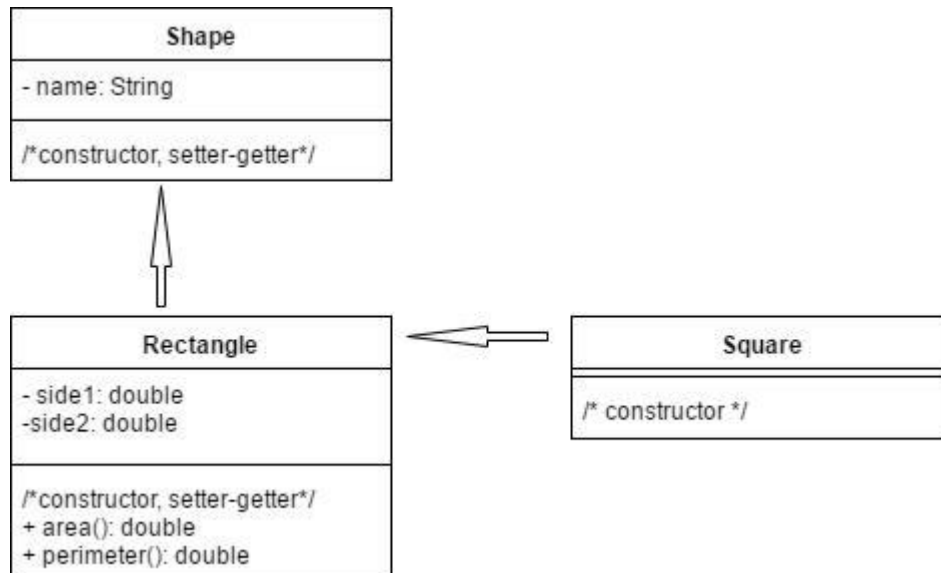 Shape
- name: String
/*constructor, setter-getter*/
Rectangle
- side1: double
-side2: double
/*constructor, setter-getter*/
+ area(): double
+ perimeter(): double
Square
/* constructor */